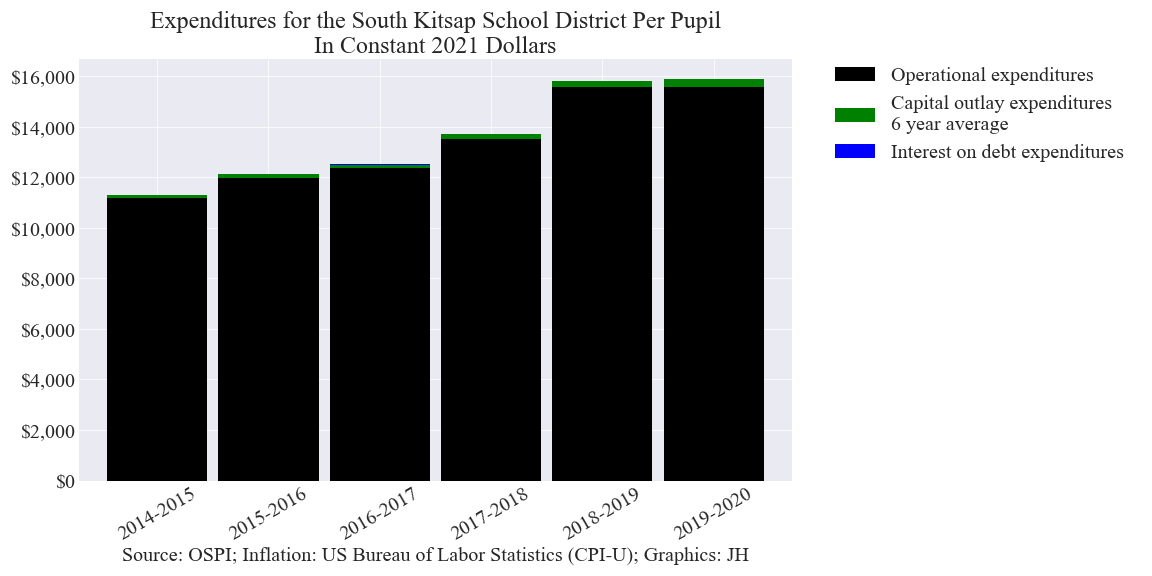 Expenditures for the South Kitsap School District Per Pupil
In Constant 2021 Dollars
$16,000
$14,000
$12,000
$10,000
$8,000
$6,000
$4,000
$2,000
$0
2014-2015
2015-2016
2016-2017
2017-2018
2018-2019
2019-2020
Source: OSPI; Inflation: US Bureau of Labor Statistics (CPI-U); Graphics: JH
Operational expenditures
Capital outlay expenditures
6 year average
Interest on debt expenditures